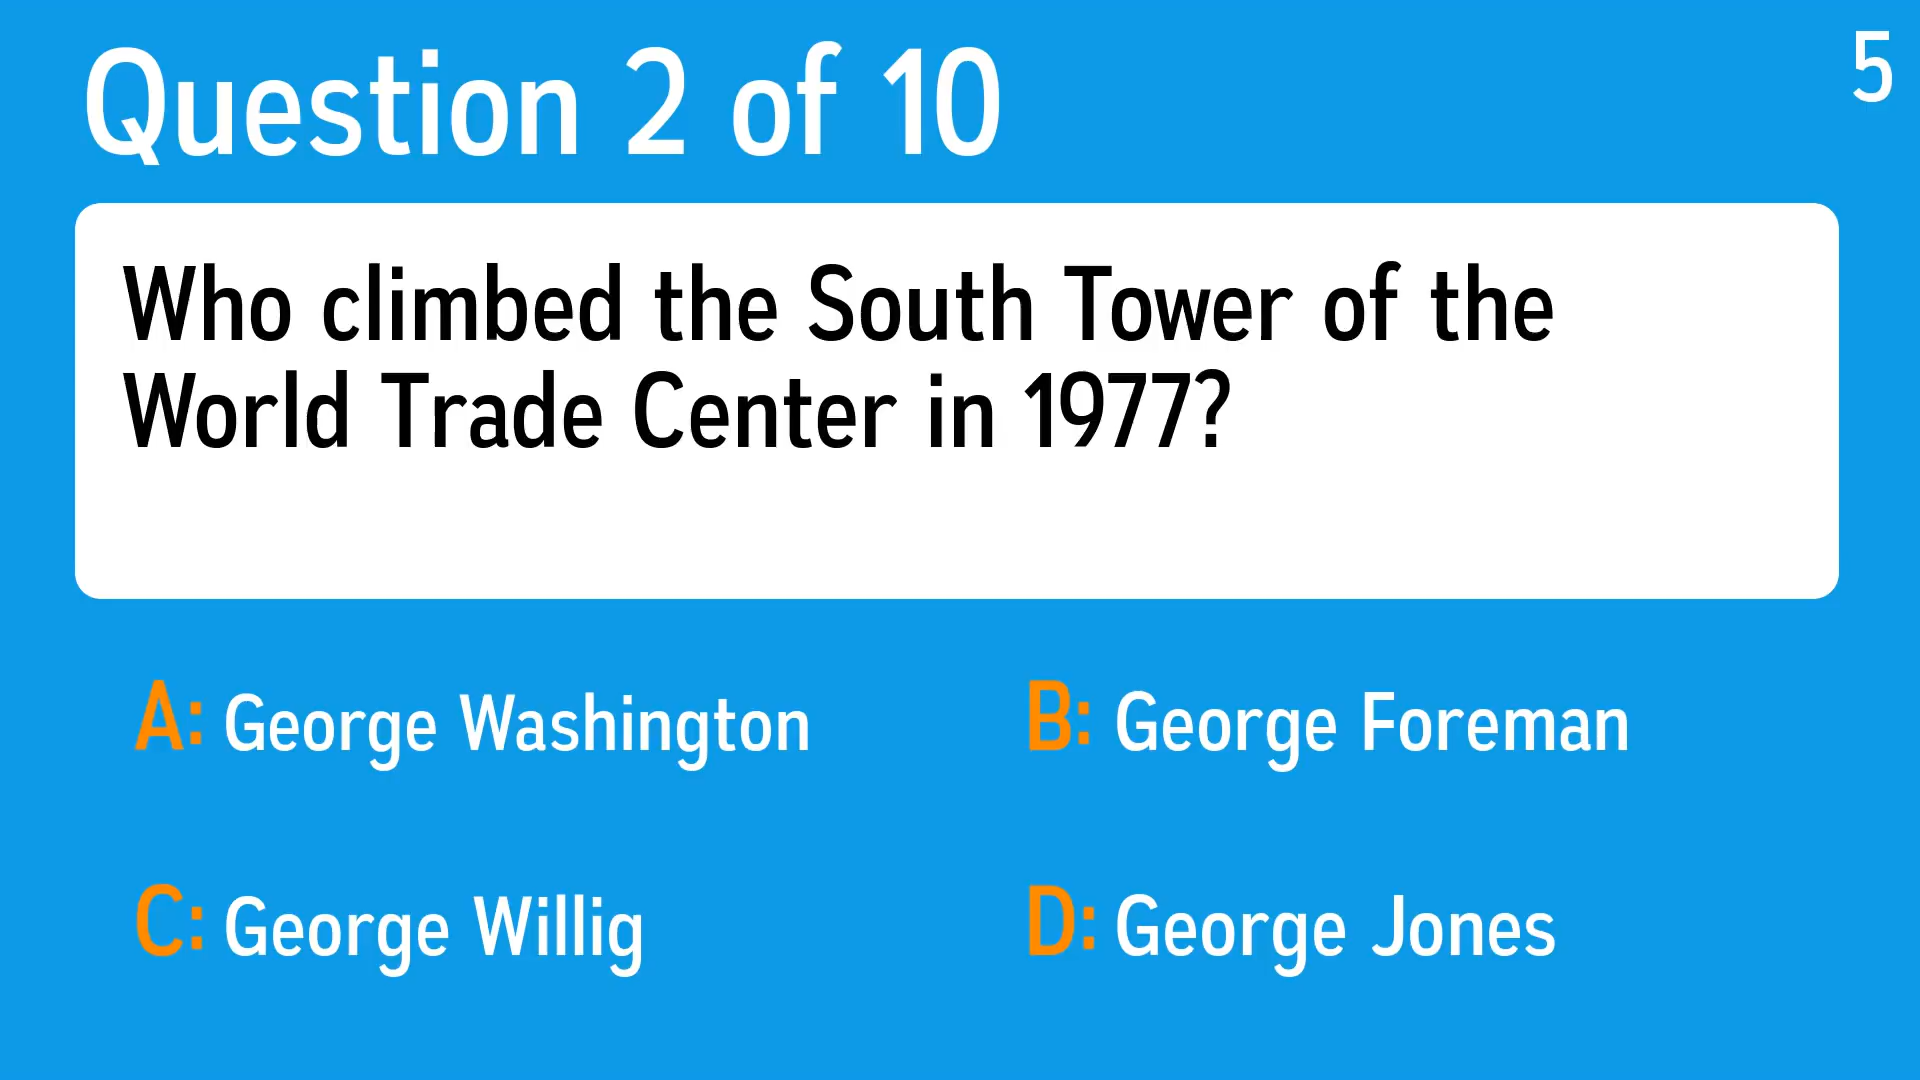 Question 2 of 10
5
Who climbed the South Tower of the
World Trade Center in 1977?
A: George Washington
B: George Foreman
C: George Willig
D: George Jones